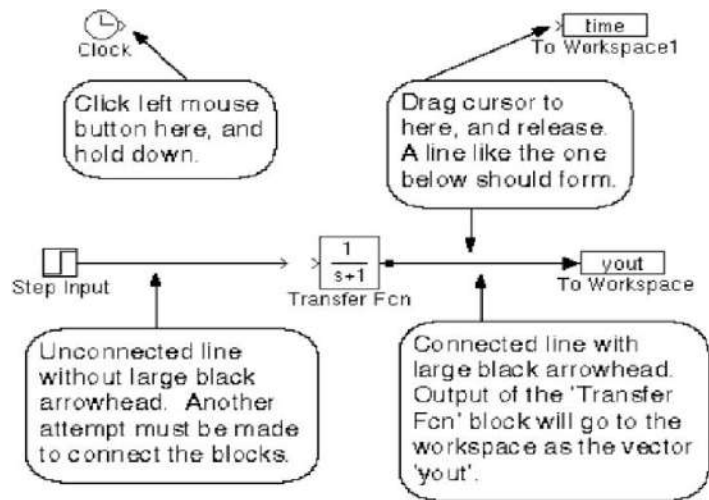 time
Clock
To Workspace1
Click left mouse
button here, and
hold down.
Drag cursor to
here, and release.
A line like the one
below should form.
1
s+1
yout
Step Input
Transfer Fcn
To Workspace
Unconnected line
without large black
arrowhead. Another
attempt must be made
to connect the blocks.
Connected line with
large black arrowhead.
Output of the 'Transfer
Fcn' block will go to the
workspace as the vector
'yout'.